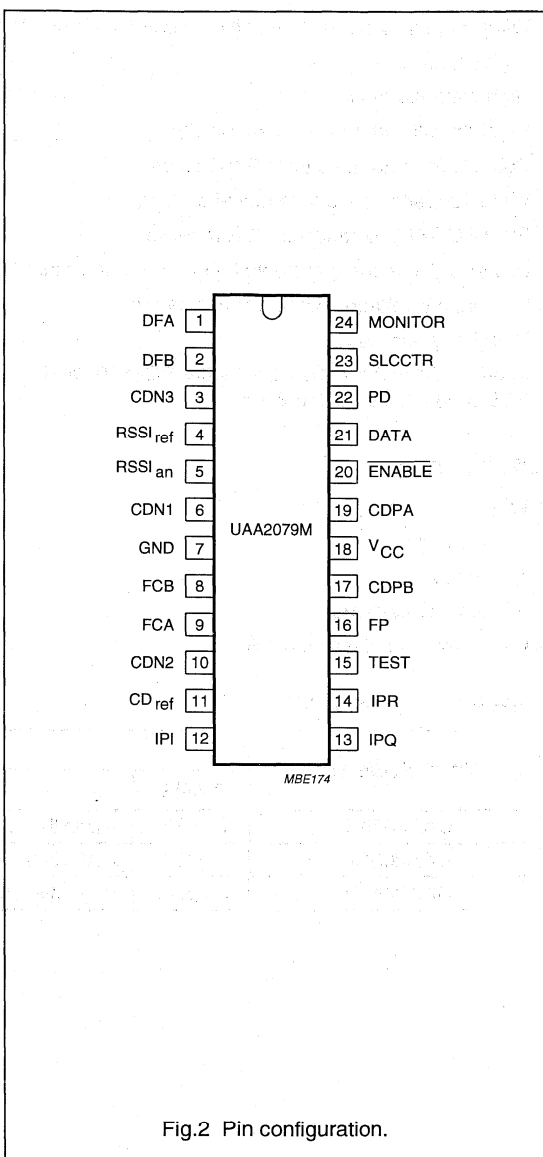 DFA 1 24 MONITOR
DFB 2 23 SLCCTR
CDN3 3 22 PD
RSSI ref 4 21 DATA
RSSI an 5 20 ENABLE
CDN1 6 19 CDPA
UAA2079M
GND 7 18 VCC
FCB 8 17 CDPB
FCA 9 16 FP
CDN2 10 15 TEST
CD ref 11 14 IPR
IPI 12 13 IPQ
MBE174
Fig.2 Pin configuration.